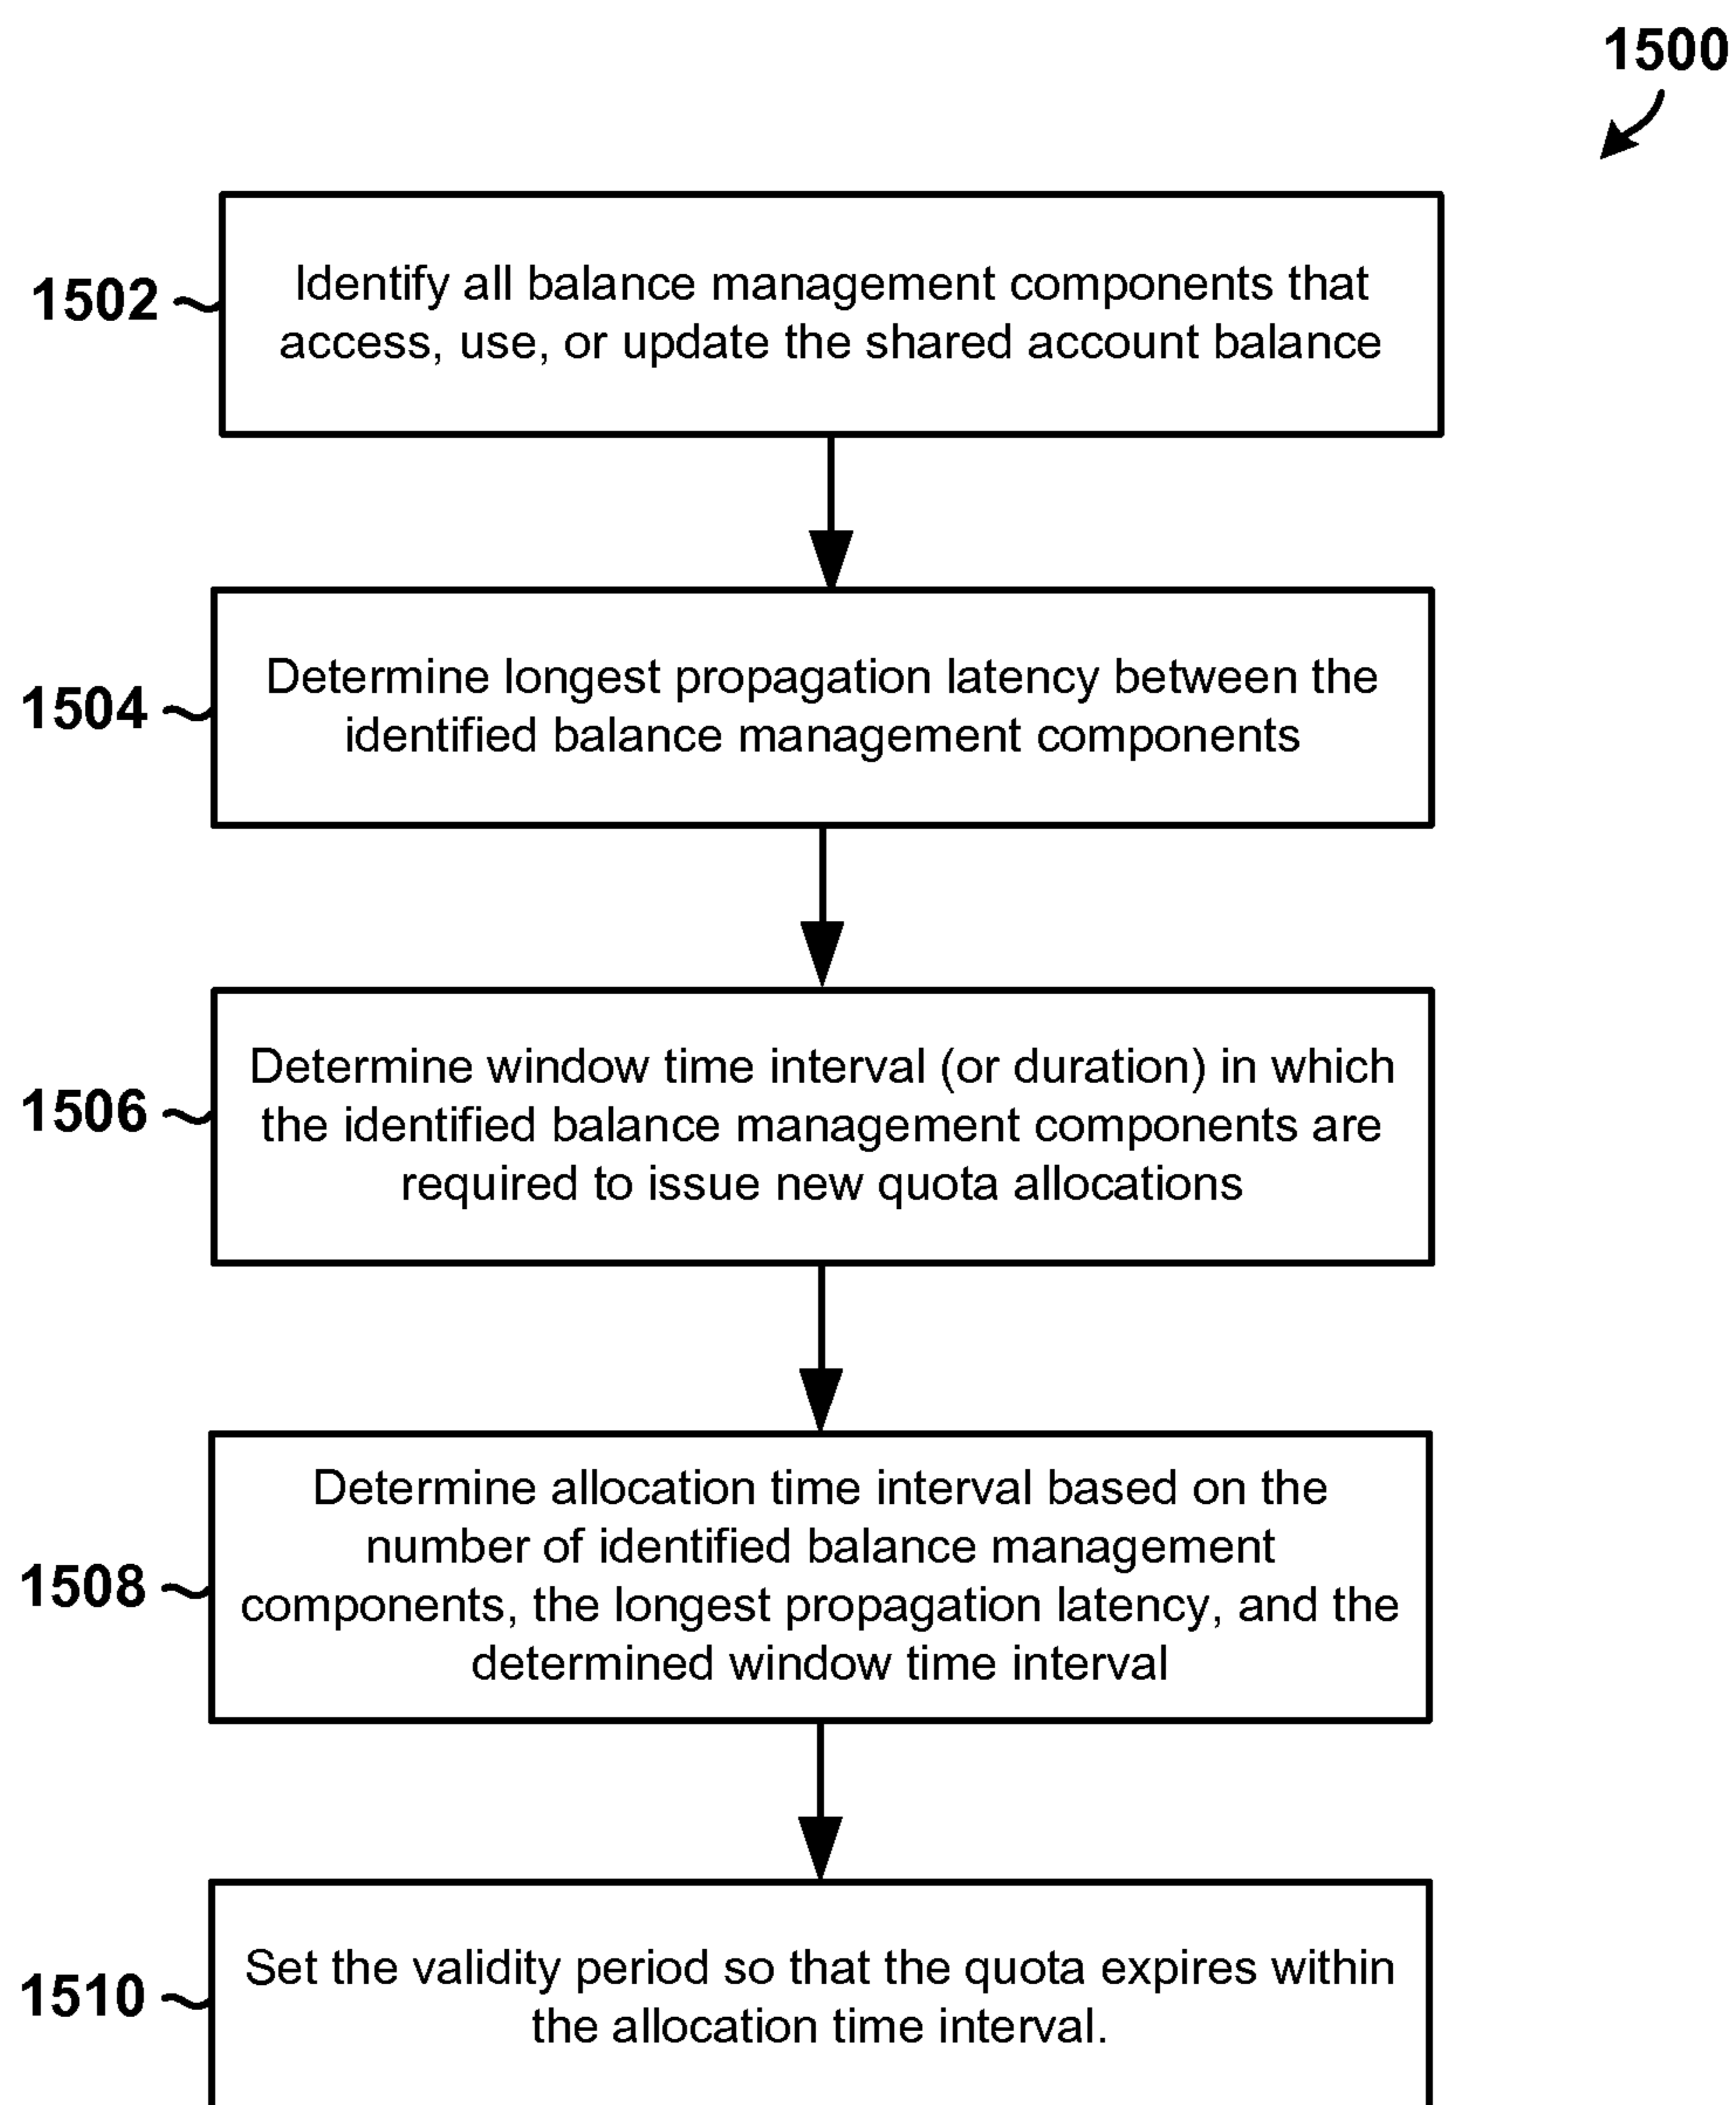 1500
1502
Identify all balance management components that
access, use, or update the shared account balance
1504
Determine longest propagation latency between the
identified balance management components
1506
Determine window time interval (or duration) in which
the identified balance management components are
required to issue new quota allocations
1508
Determine allocation time interval based on the
number of identified balance management
components, the longest propagation latency, and the
determined window time interval
1510
Set the validity period so that the quota expires within
the allocation time interval.